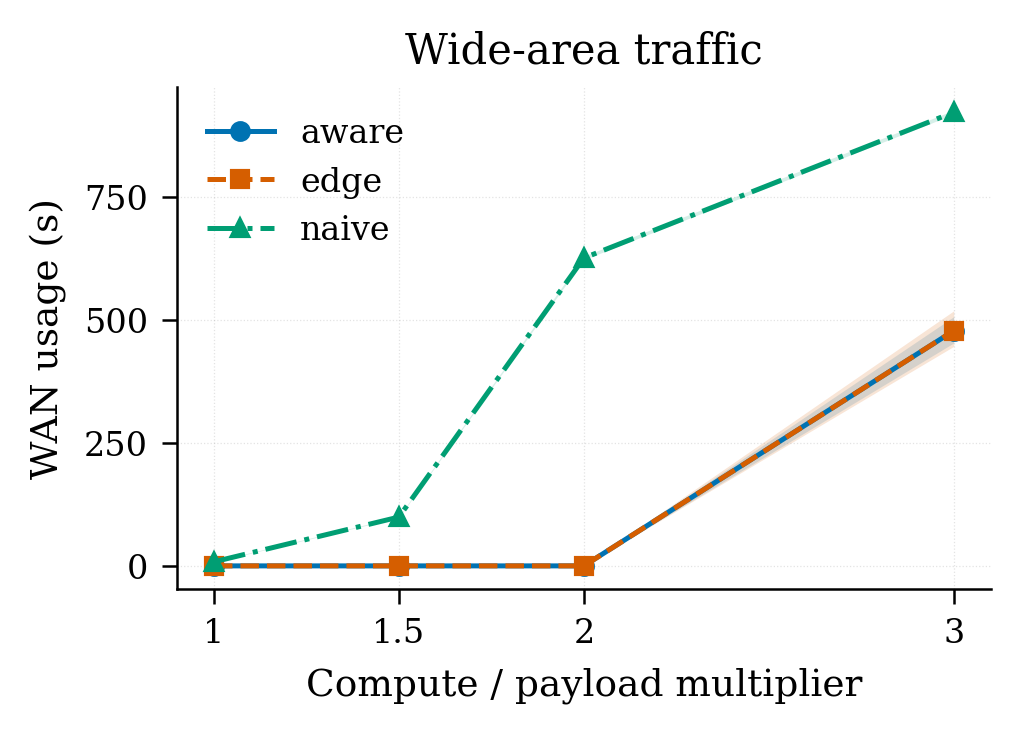 Wide-area traffic
aware
edge
naive
WAN usage (s)
750
500
250
0
1
1.5
2
3
Compute / payload multiplier